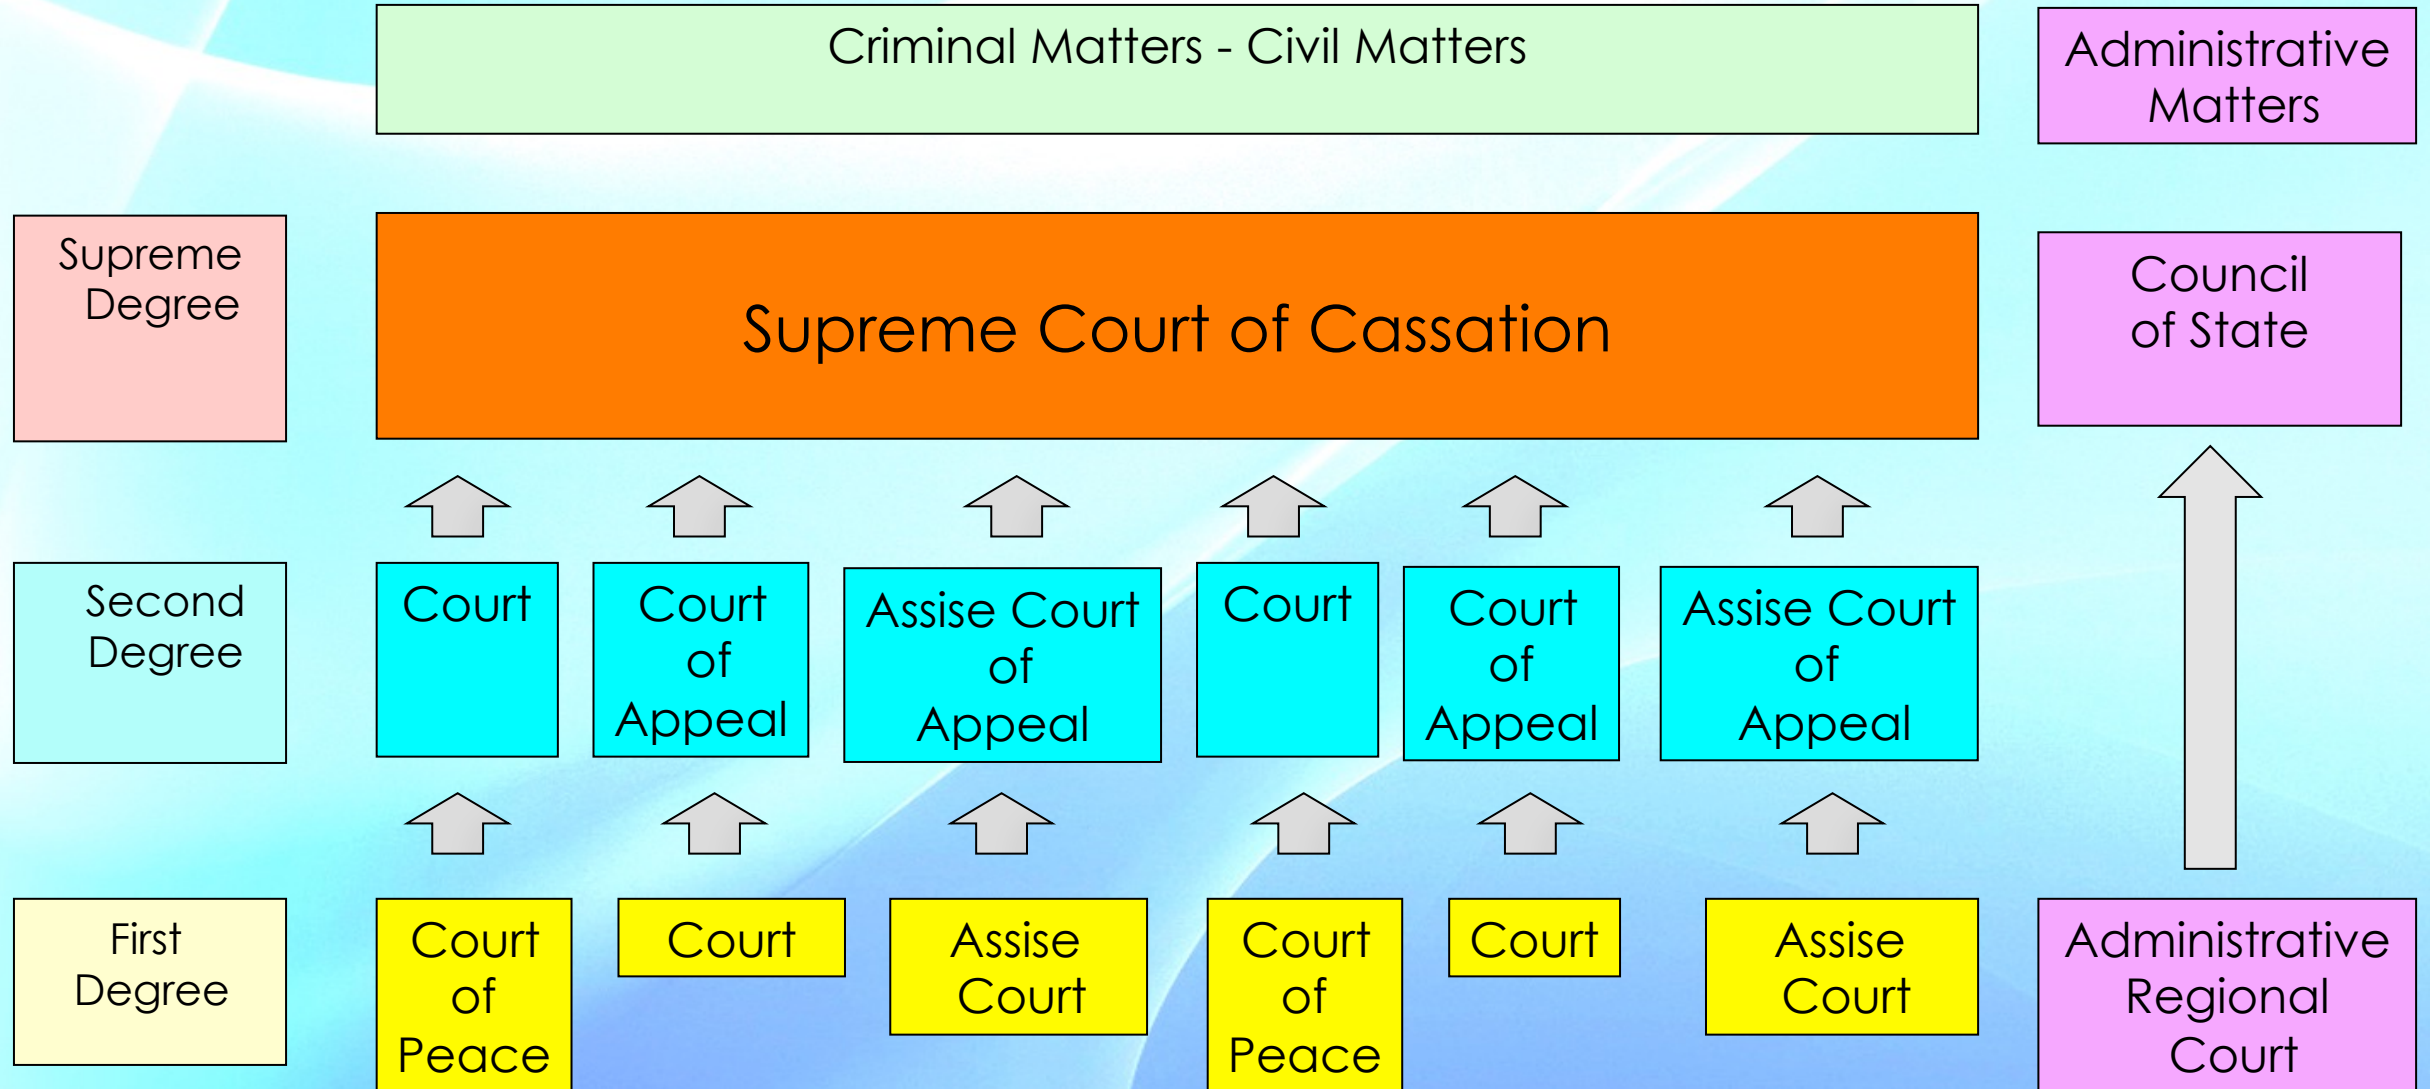 Criminal Matters - Civil Matters
Administrative
Matters
Supreme
Degree
Supreme Court of Cassation
Council
of State
Second
Degree
Court
Court
of
Appeal
Assise Court
of
Appeal
Court
Court
of
Appeal
Assise Court
of
Appeal
First
Degree
Court
of
Peace
Court
Assise
Court
Court
of
Peace
Court
Assise
Court
Administrative
Regional
Court